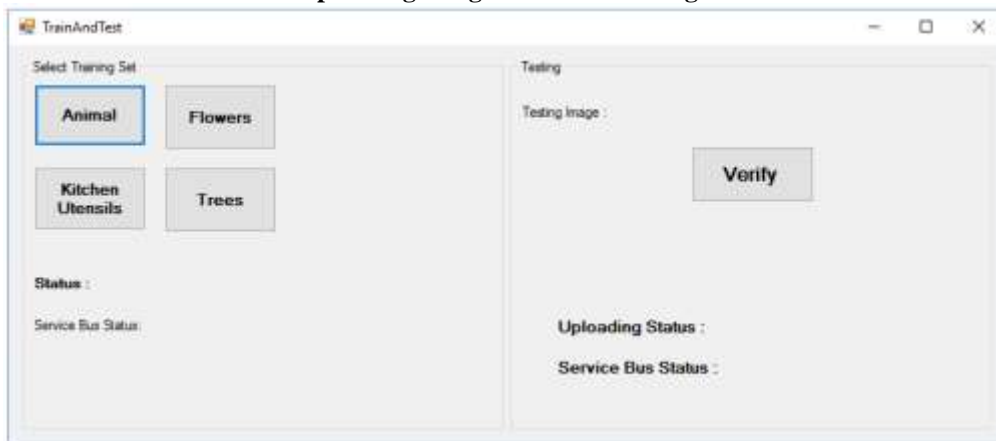 TrainAndTest
Select Training Set
Animal
Flowers
Kitchen
Utensils
Trees
Status :
Service Bus Status:
Testing
Testing Image :
Verify
Uploading Status :
Service Bus Status :